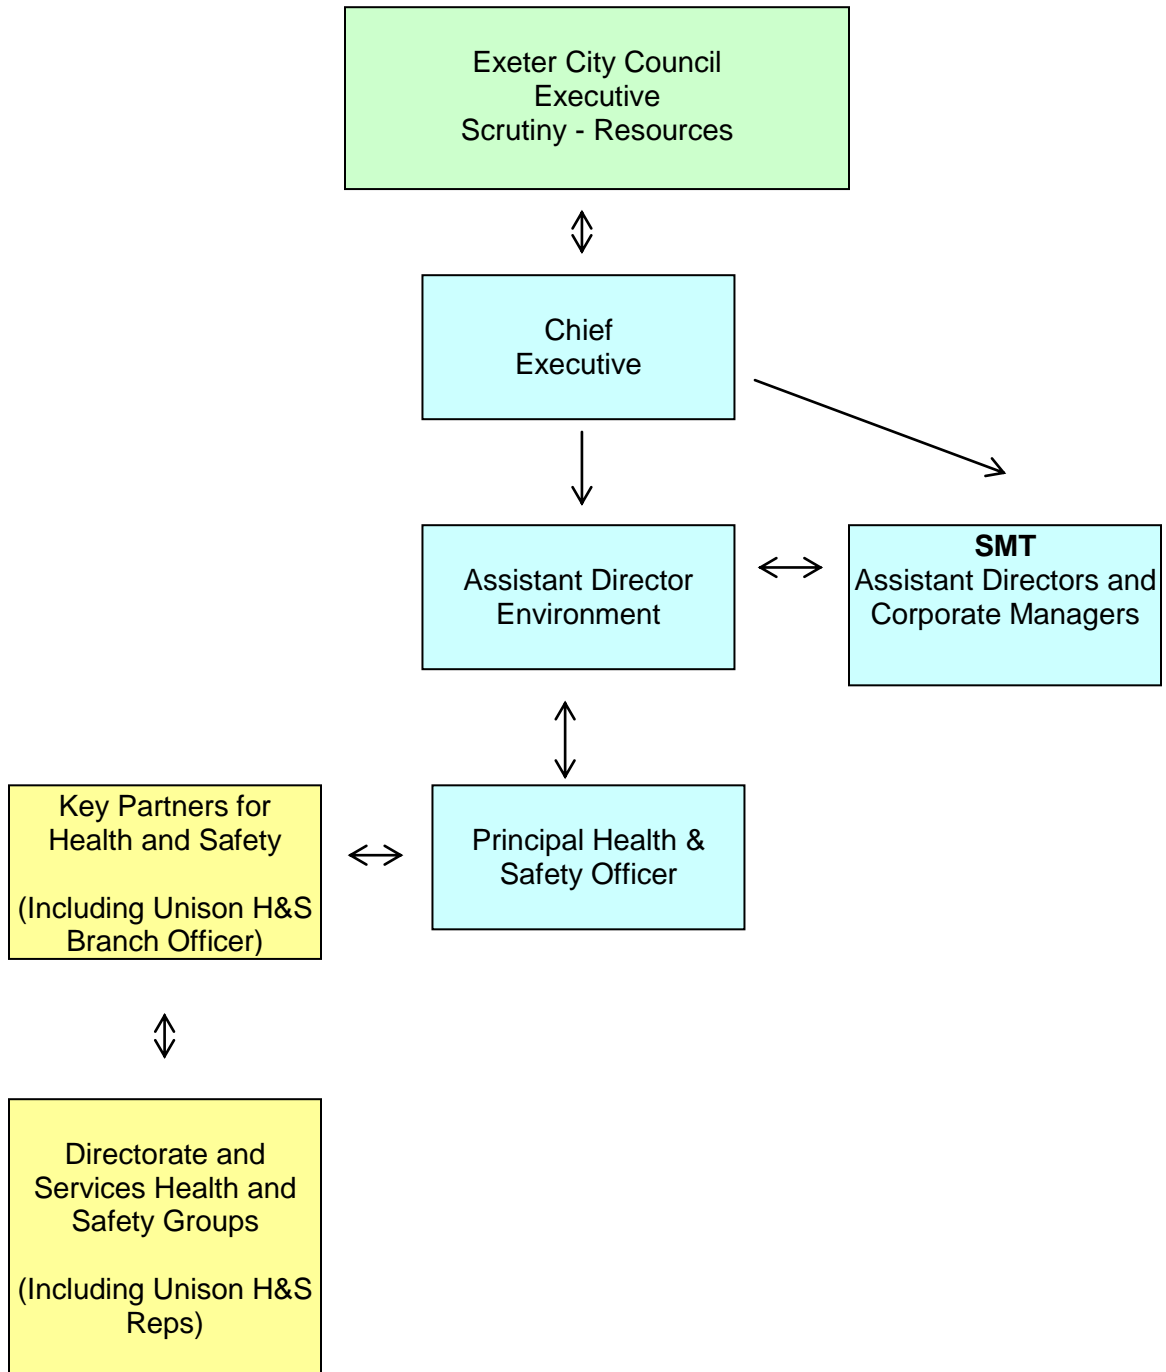 Exeter City Council
Executive
Scrutiny - Resources
Chief
Executive
Assistant Director
Environment
SMT
Assistant Directors and
Corporate Managers
Key Partners for
Health and Safety
(Including Unison H&S
Branch Officer)
Principal Health &
Safety Officer
Directorate and
Services Health and
Safety Groups
(Including Unison H&S
Reps)